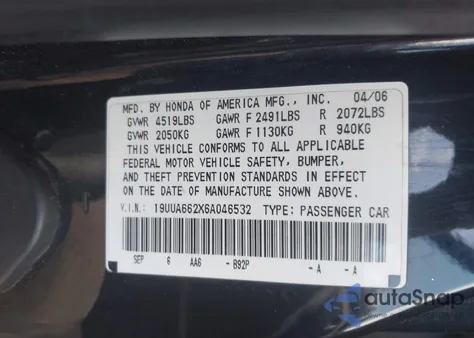 MFD. BY HONDA OF AMERICA MFG., INC. 04/06
GVWR 4519LBS GAWR F 2491LBS R 2072LBS
GVWR 2050KG GAWR F 1130KG R 940KG
THIS VEHICLE CONFORMS TO ALL APPLICABLE
FEDERAL MOTOR VEHICLE SAFETY, BUMPER,
AND THEFT PREVENTION STANDARDS IN EFFECT
ON THE DATE OF MANUFACTURE SHOWN ABOVE.
V.I.N.: 19UUA662X6A046532 TYPE: PASSENGER CAR
SEP 6 AA6 - B92P - A - A
autoSnap